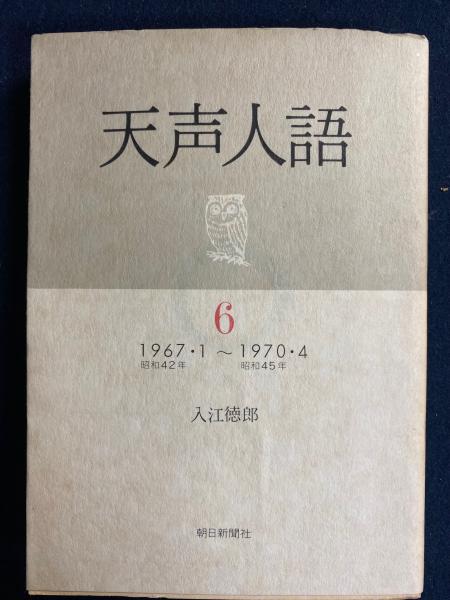 天声人語
6
1967・1 ～ 1970・4
昭和42年 昭和45年
入江徳郎
朝日新聞社